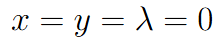 x = y = λ = 0